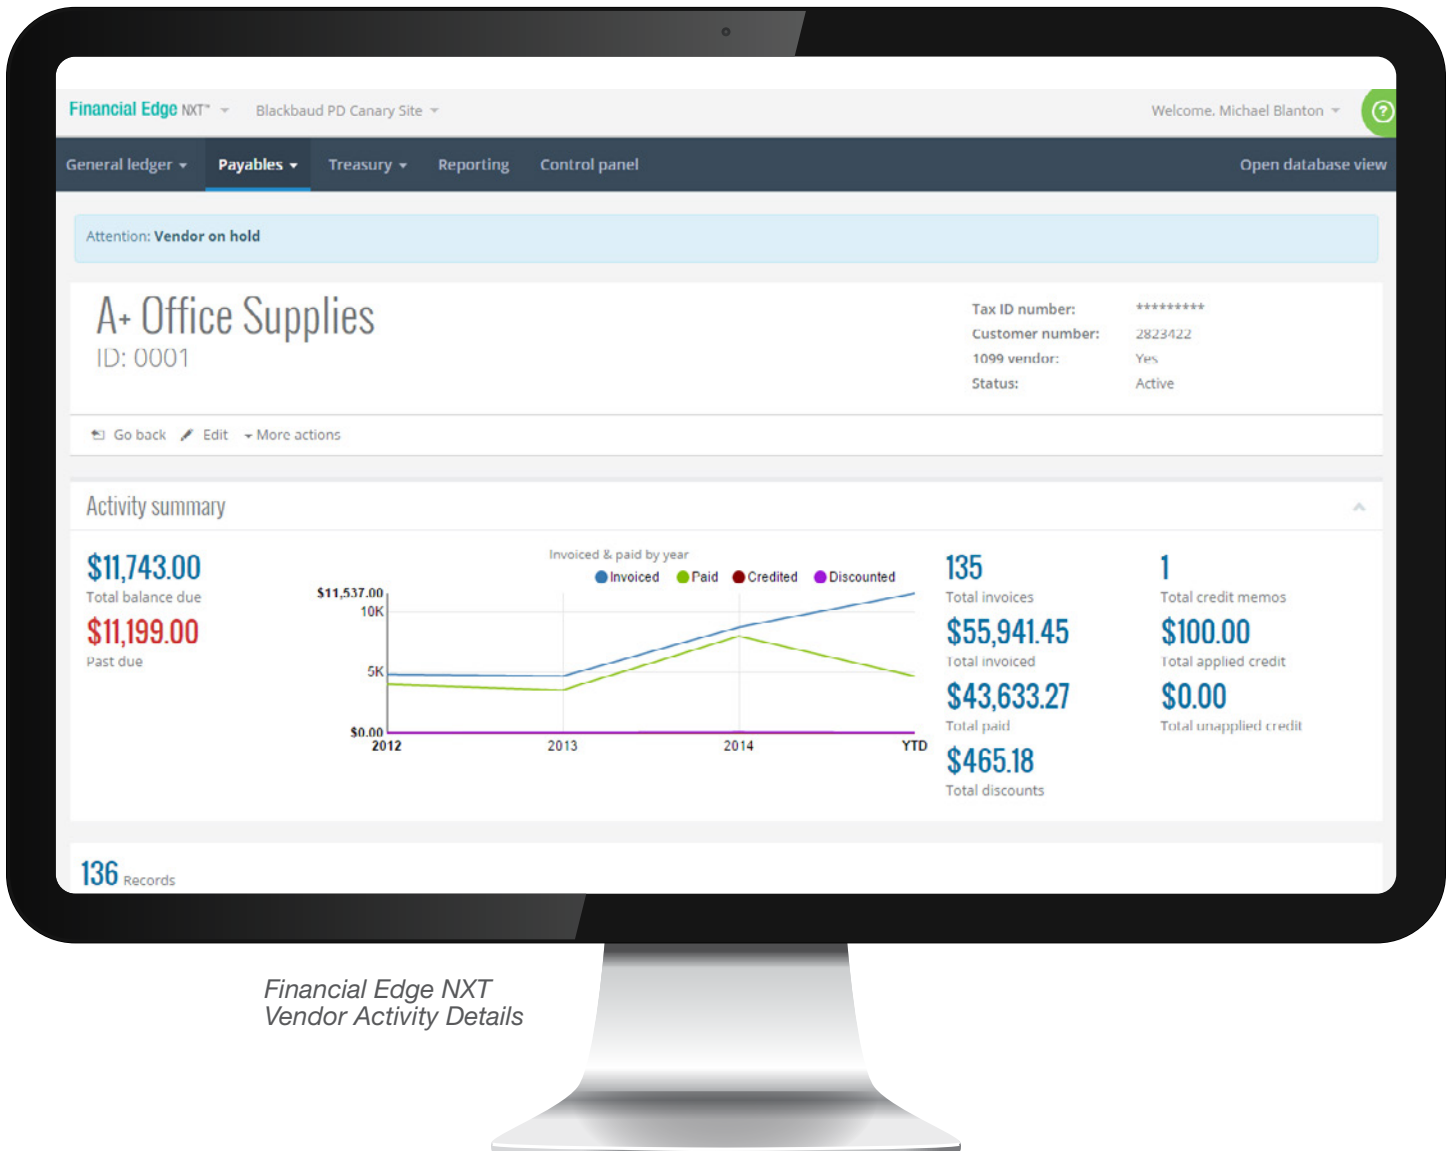 Financial Edge NXT™ Blackbaud PD Canary Site Welcome, Michael Blanton
General ledger Payables Treasury Reporting Control panel Open database view
Attention: Vendor on hold
A+ Office Supplies
ID: 0001
Tax ID number: *********
Customer number: 2823422
1099 vendor: Yes
Status: Active
Go back Edit More actions
Activity summary
$11,743.00
Total balance due
$11,199.00
Past due
Invoiced & paid by year
Invoiced Paid Credited Discounted
$11,537.00
10K
5K
$0.00
2012 2013 2014 YTD
135
Total invoices
$55,941.45
Total invoiced
$43,633.27
Total paid
$465.18
Total discounts
1
Total credit memos
$100.00
Total applied credit
$0.00
Total unapplied credit
136 Records
Financial Edge NXT
Vendor Activity Details